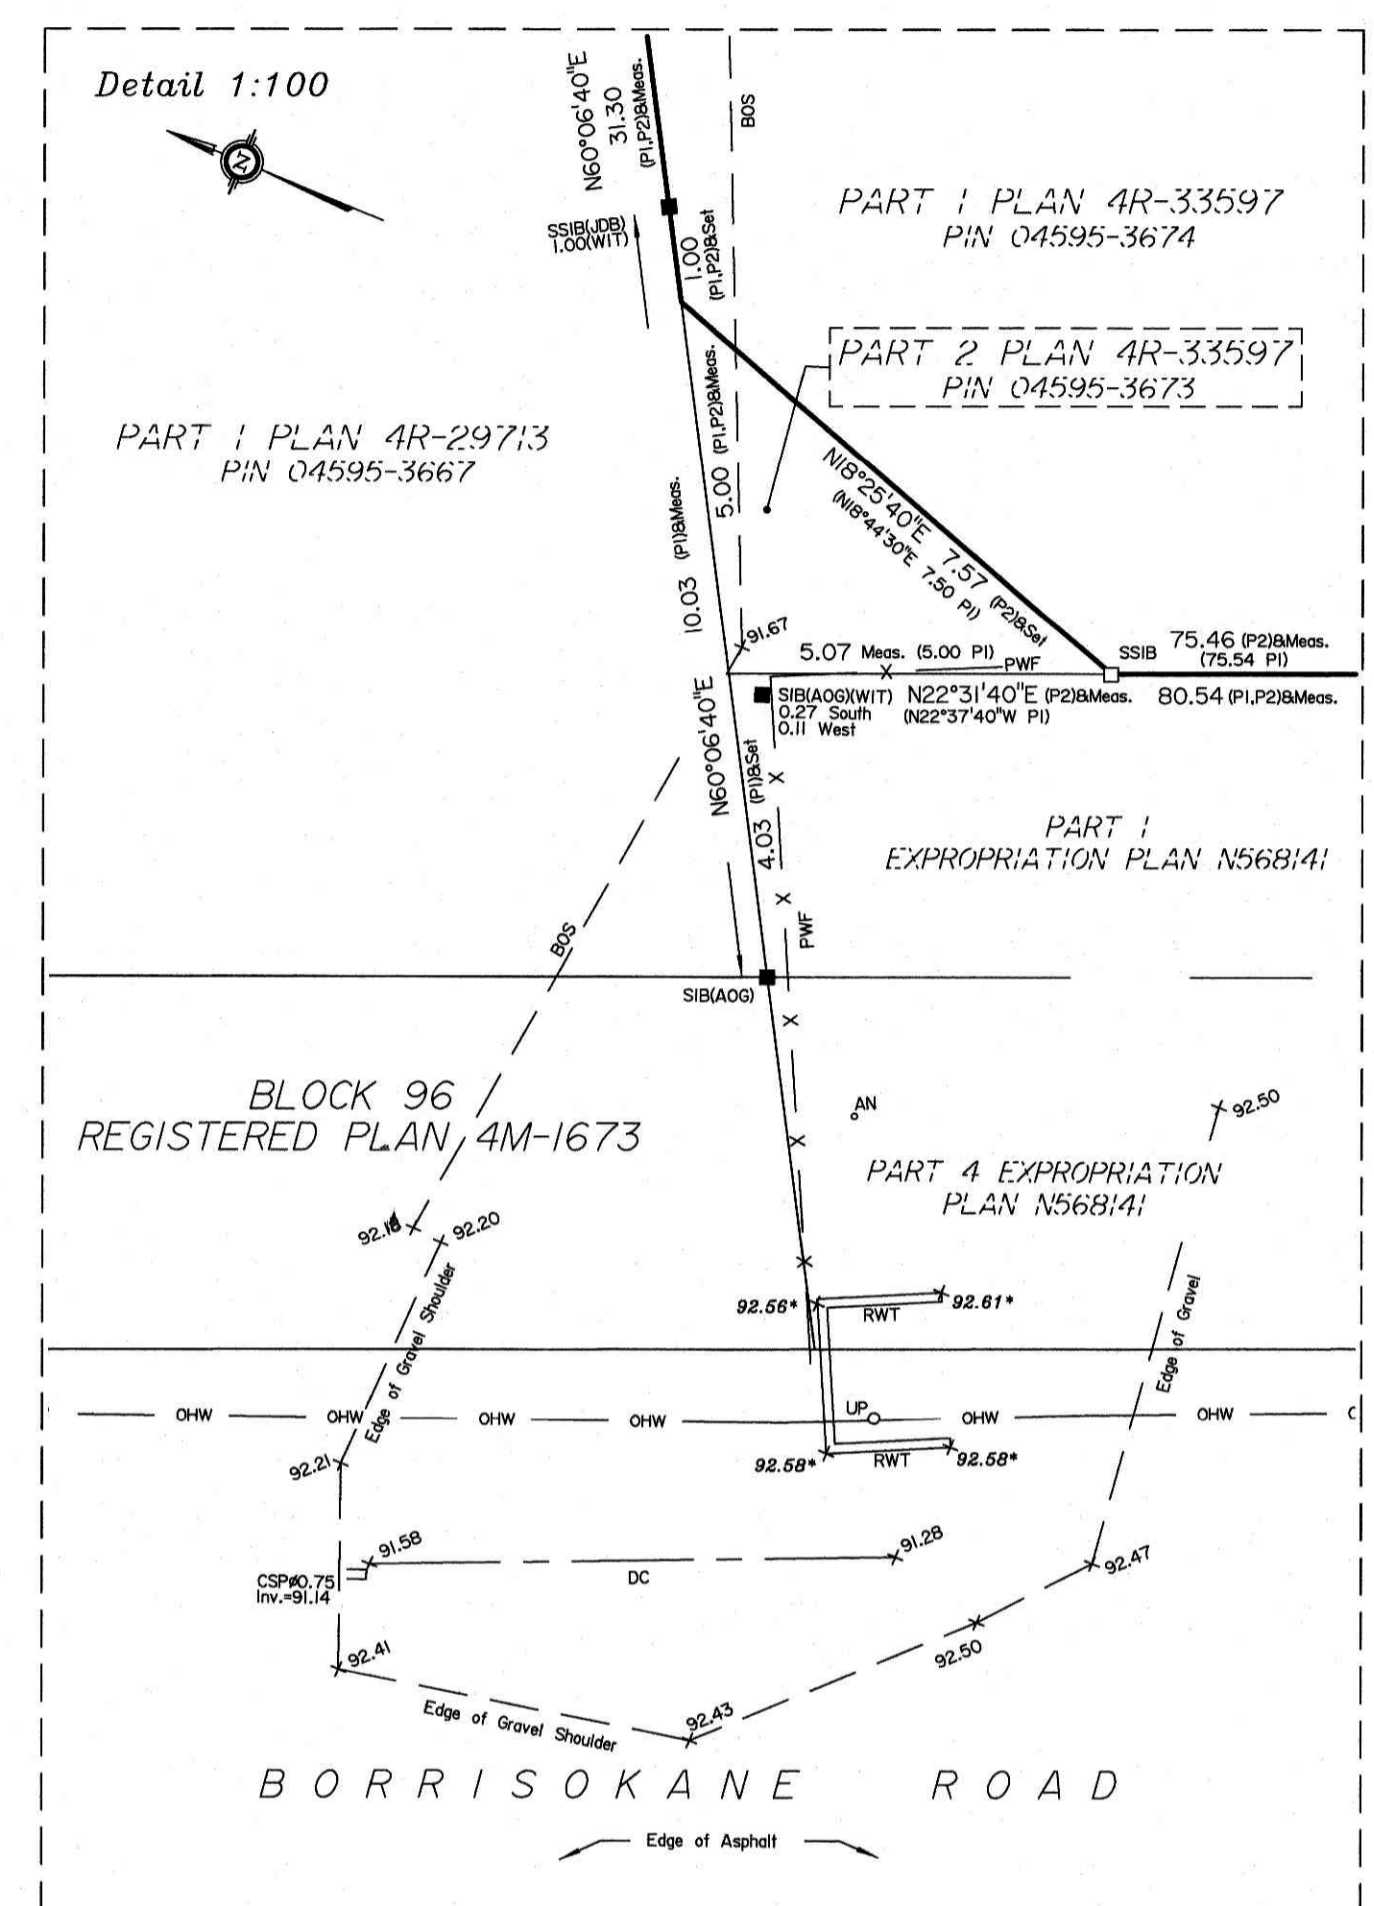 Detail 1:100
N
N60°06'40"E
31.30
(P1,P2)&Meas.
BOS
SSIB(JDB)
1.00(WIT)
1.00
(P1,P2)&Set
PART 1 PLAN 4R-33597
PIN 04595-3674
PART 2 PLAN 4R-33597
PIN 04595-3673
PART 1 PLAN 4R-29713
PIN 04595-3667
5.00 (P1,P2)&Meas.
10.03 (P1)&Meas.
N60°06'40"E
N18°25'40"E 7.57 (P2)&Set
(N18°44'30"E 7.50 P1)
91.67
5.07 Meas. (5.00 P1)
PWF
SSIB
75.46 (P2)&Meas.
(75.54 P1)
SIB(AOG)(WIT)
0.27 South
0.11 West
N22°31'40"E (P2)&Meas.
(N22°37'40"W P1)
80.54 (P1,P2)&Meas.
4.03 (P1)&Set
PART 1
EXPROPRIATION PLAN N568141
BOS
PWF
SIB(AOG)
BLOCK 96
REGISTERED PLAN 4M-1673
AN
92.50
PART 4 EXPROPRIATION
PLAN N568141
92.20
Edge of Gravel Shoulder
92.56*
92.61*
RWT
Edge of Gravel
OHW
OHW
OHW
OHW
UP
OHW
OHW
92.21
92.58*
RWT
92.58*
91.58
91.28
92.47
CSPø0.75
Inv.=91.14
DC
92.41
92.50
Edge of Gravel Shoulder
92.43
BORRISOKANE ROAD
Edge of Asphalt